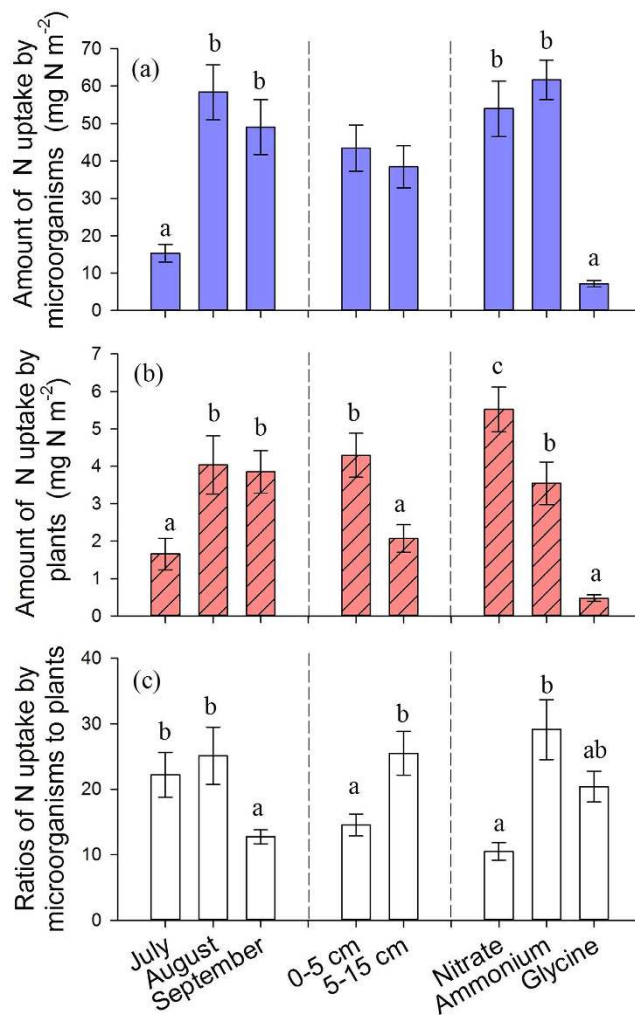 Amount of N uptake by
microorganisms (mg N m-2)
(a)
70
60
50
40
30
20
10
0
a
b
b
b
b
a
Amount of N uptake by
plants (mg N m-2)
(b)
7
6
5
4
3
2
1
0
a
b
b
b
a
c
b
a
Ratios of N uptake by
microorganisms to plants
(c)
40
30
20
10
0
b
b
a
a
b
a
b
ab
July
August
September
0-5 cm
5-15 cm
Nitrate
Ammonium
Glycine